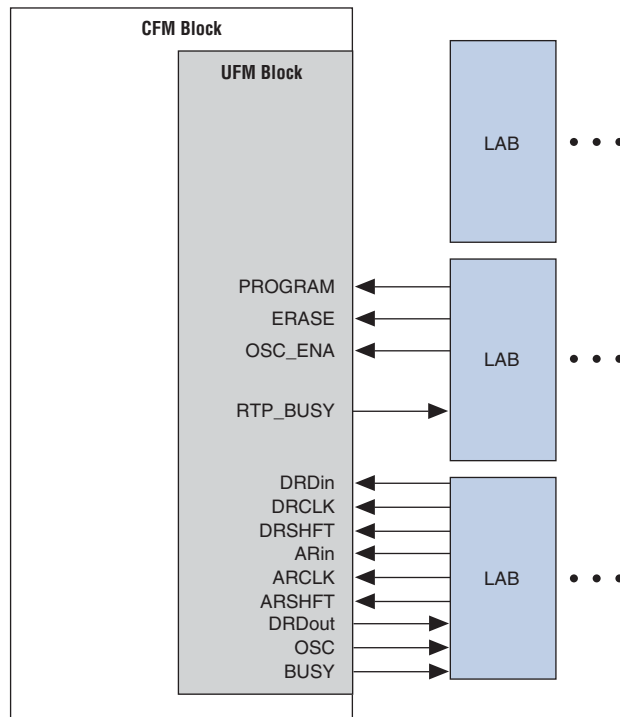 CFM Block
UFM Block
LAB
PROGRAM
ERASE
OSC_ENA
LAB
RTP_BUSY
DRDin
DRCLK
DRSHFT
ARin
ARCLK
LAB
ARSHFT
DRDout
OSC
BUSY